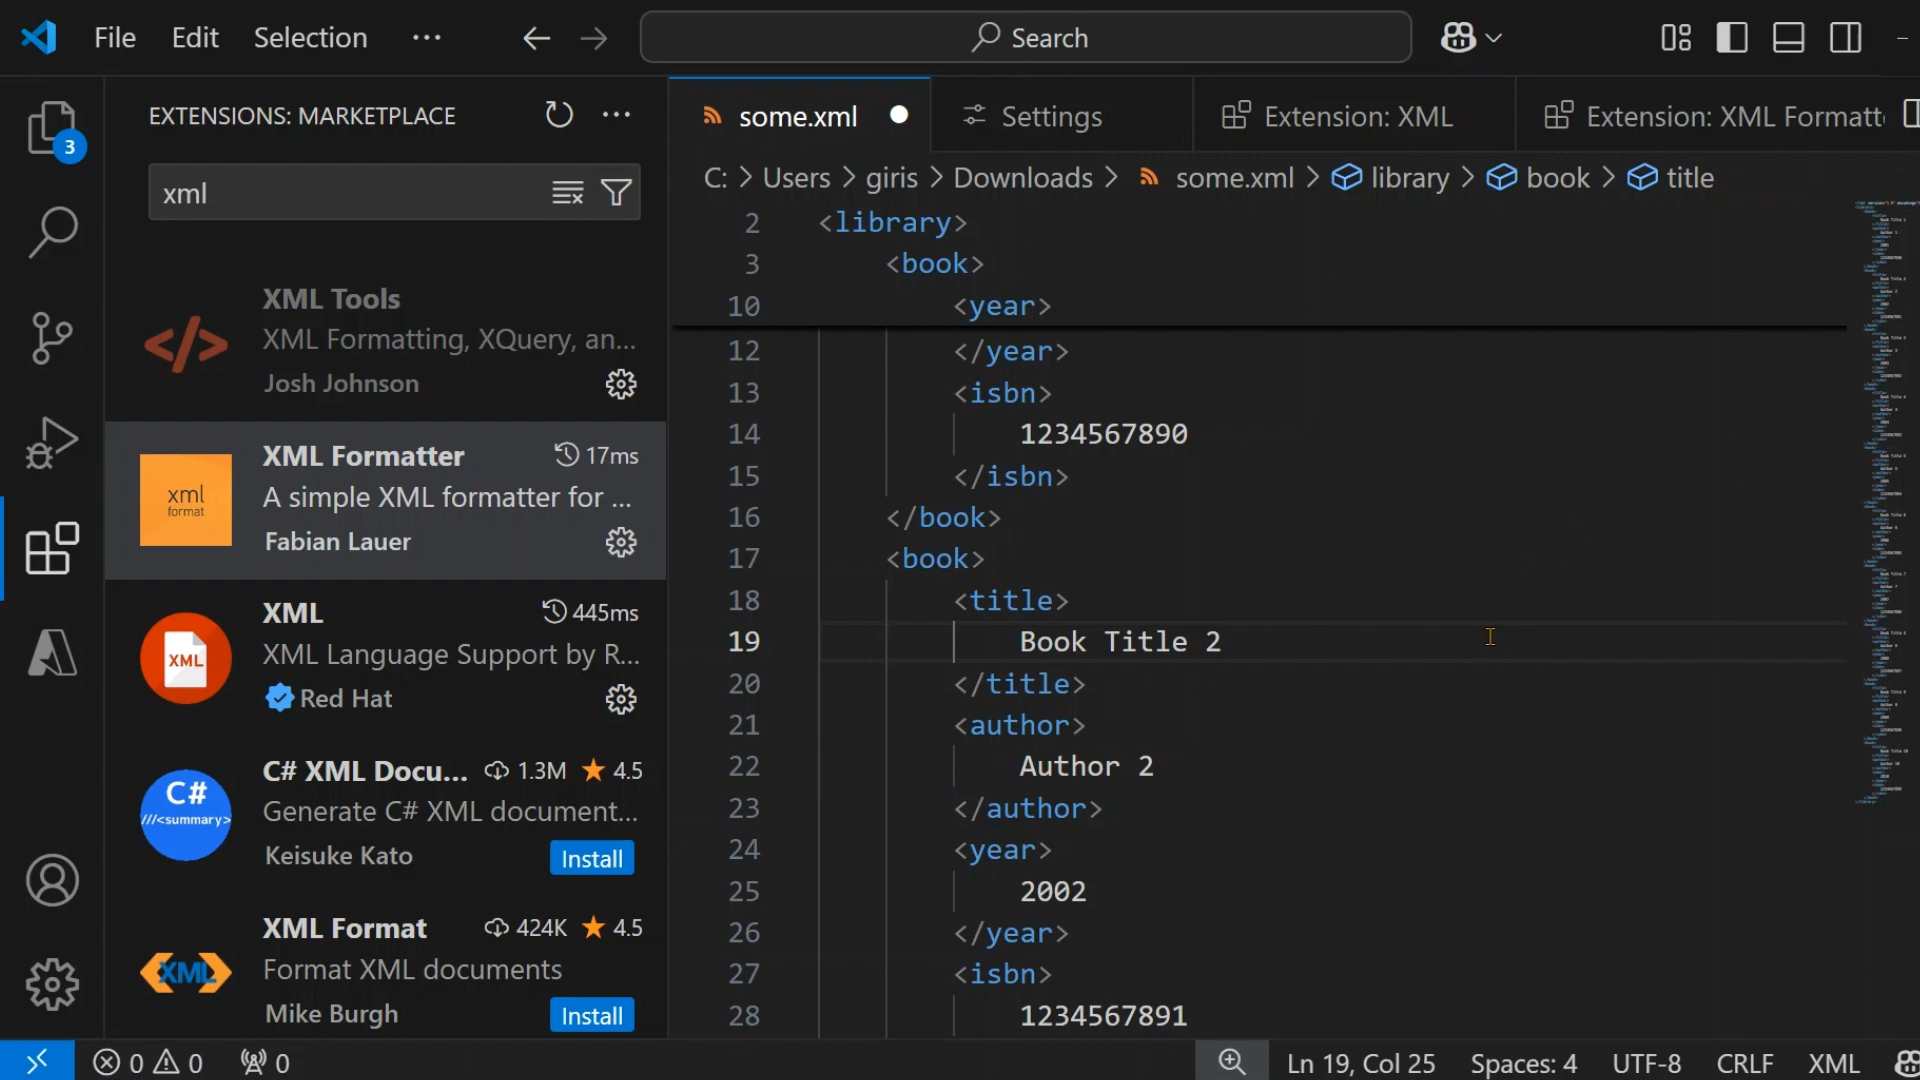 File Edit Selection ··· Search
EXTENSIONS: MARKETPLACE ···
3
xml
XML Tools
XML Formatting, XQuery, an...
Josh Johnson
XML Formatter 17ms
xml
format
A simple XML formatter for ...
Fabian Lauer
XML 445ms
XML
XML Language Support by R...
Red Hat
C# XML Docu... 1.3M 4.5
C#
///<summary>
Generate C# XML document...
Keisuke Kato Install
XML Format 424K 4.5
XML
Format XML documents
Mike Burgh Install
some.xml Settings Extension: XML Extension: XML Formatt
C: > Users > giris > Downloads > some.xml > library > book > title
2 <library>
3 <book>
10 <year>
12 </year>
13 <isbn>
14 1234567890
15 </isbn>
16 </book>
17 <book>
18 <title>
19 Book Title 2
20 </title>
21 <author>
22 Author 2
23 </author>
24 <year>
25 2002
26 </year>
27 <isbn>
28 1234567891
0 0 0 Ln 19, Col 25 Spaces: 4 UTF-8 CRLF XML